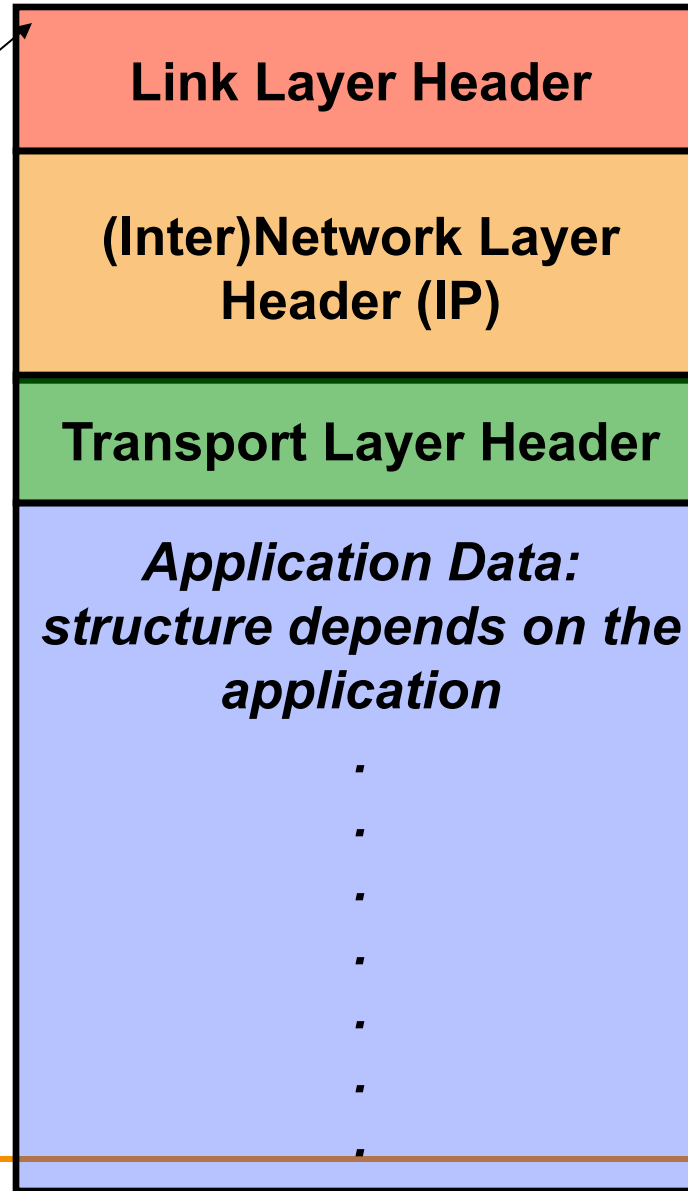 Link Layer Header
(Inter)Network Layer
Header (IP)
Transport Layer Header
Application Data:
structure depends on the
application
.
.
.
.
.
.
.